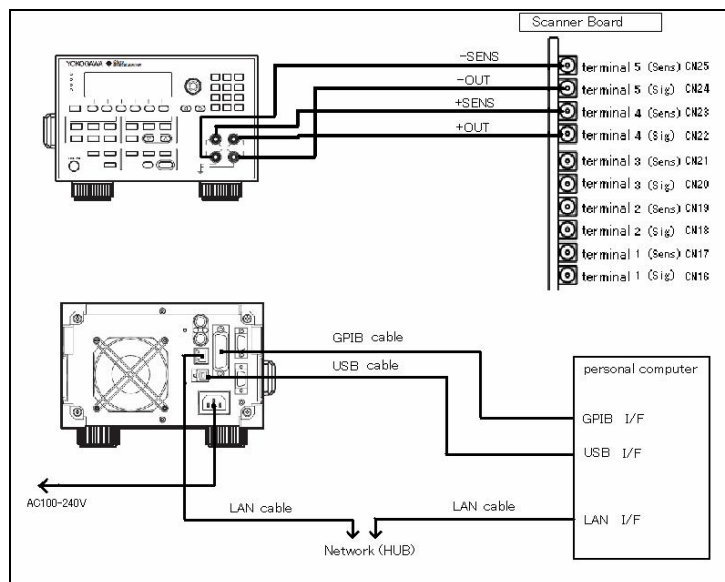 Scanner Board
YOKOGAWA
-SENS
-OUT
+SENS
+OUT
terminal 5 (Sens) CN25
terminal 5 (Sig) CN24
terminal 4 (Sens) CN23
terminal 4 (Sig) CN22
terminal 3 (Sens) CN21
terminal 3 (Sig) CN20
terminal 2 (Sens) CN19
terminal 2 (Sig) CN18
terminal 1 (Sens) CN17
terminal 1 (Sig) CN16
GPIB cable
USB cable
personal computer
GPIB I/F
USB I/F
LAN I/F
AC100-240V
LAN cable
LAN cable
Network (HUB)